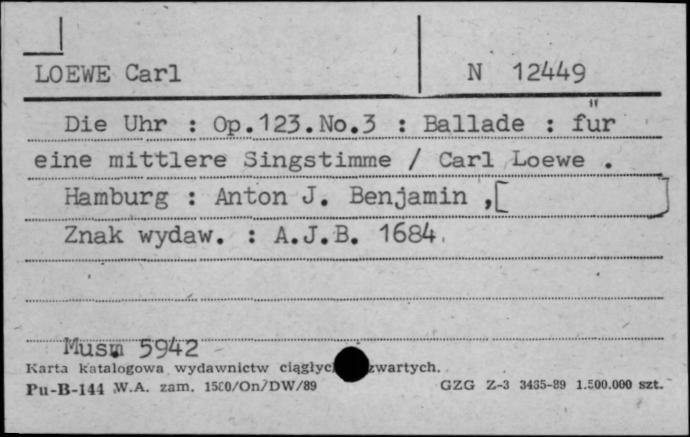 LOEWE Carl N 12449
Die Uhr : Op.123.No.3 : Ballade : für
eine mittlere Singstimme / Carl Loewe .
Hamburg : Anton J. Benjamin ,[ ]
Znak wydaw. : A.J.B. 1684.
Musm 5942
Karta katalogowa wydawnictw ciągłyc zwartych.
Pu-B-144 W.A. zam. 1500/On/DW/89 GZG Z-3 3435-89 1.500.000 szt.